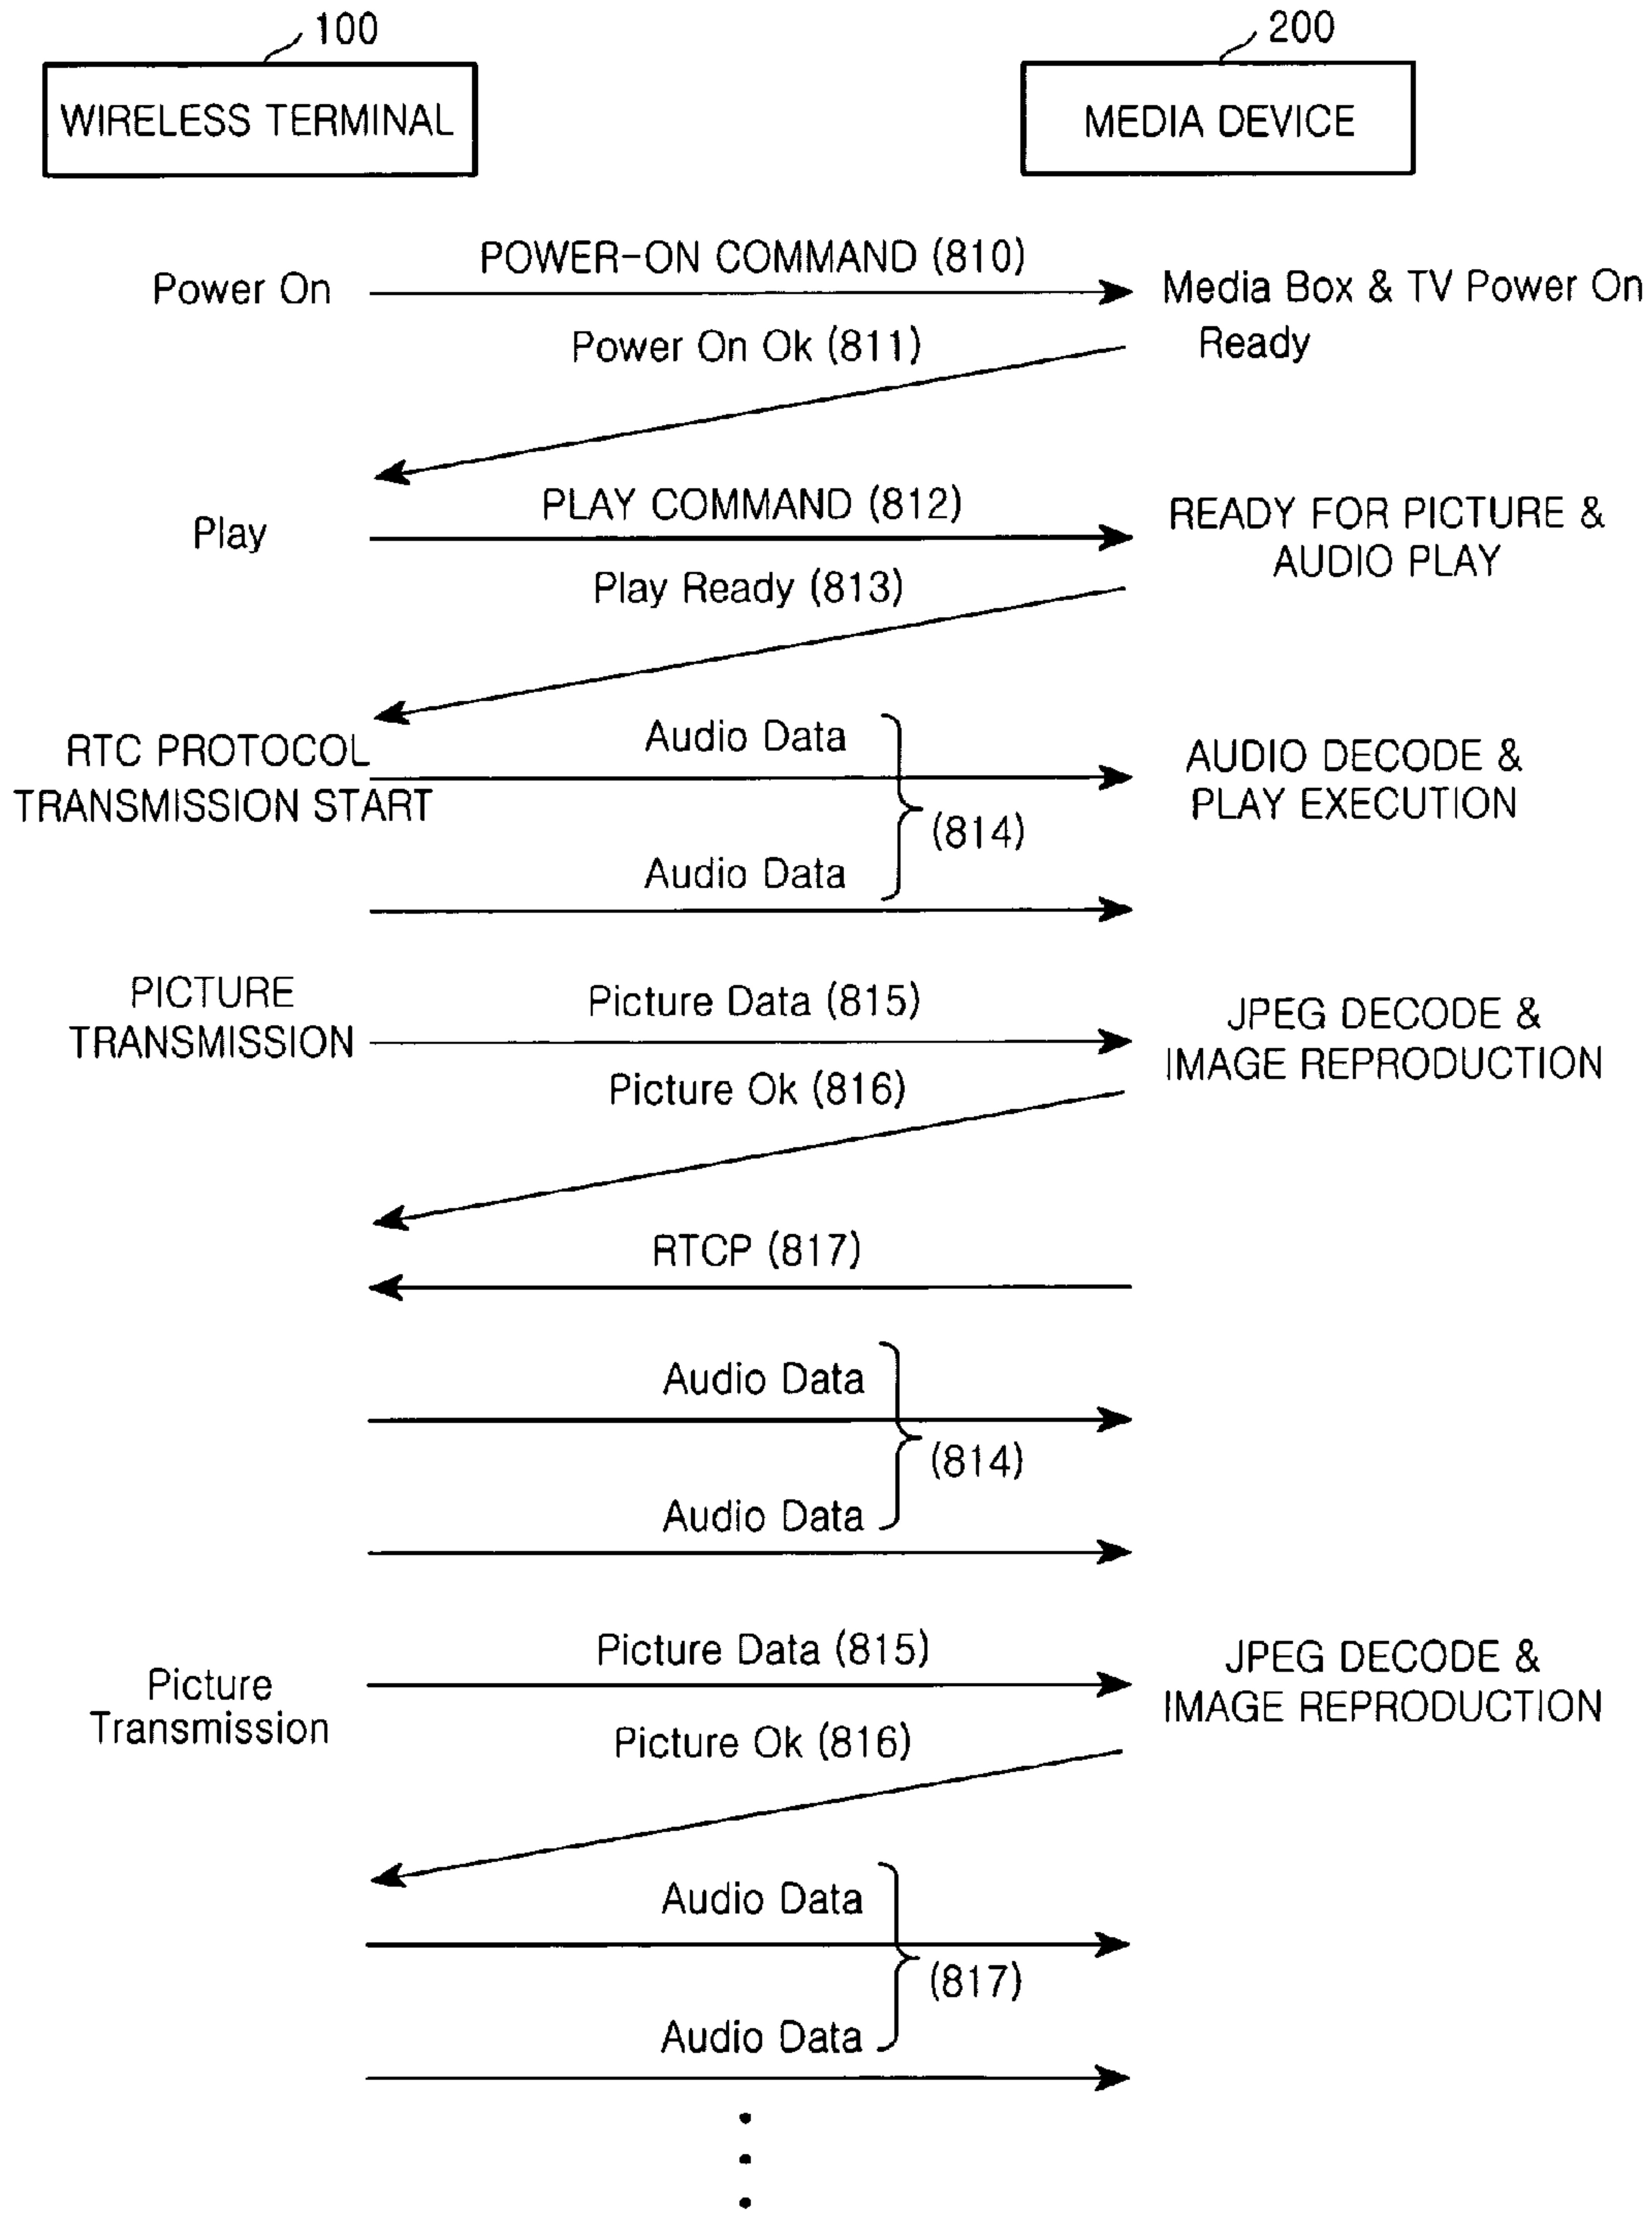 100
200
WIRELESS TERMINAL
MEDIA DEVICE
POWER-ON COMMAND (810)
Power On
Media Box & TV Power On
Power On Ok (811)
Ready
PLAY COMMAND (812)
Play
READY FOR PICTURE &
AUDIO PLAY
Play Ready (813)
RTC PROTOCOL
TRANSMISSION START
Audio Data
(814)
Audio Data
AUDIO DECODE &
PLAY EXECUTION
PICTURE
TRANSMISSION
Picture Data (815)
JPEG DECODE &
IMAGE REPRODUCTION
Picture Ok (816)
RTCP (817)
Audio Data
(814)
Audio Data
Picture Data (815)
Picture
Transmission
JPEG DECODE &
IMAGE REPRODUCTION
Picture Ok (816)
Audio Data
(817)
Audio Data